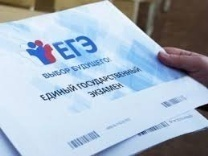 ЕГЭ
ВЫБОР БУДУЩЕГО!
ЕДИНЫЙ ГОСУДАРСТВЕННЫЙ
ЭКЗАМЕН